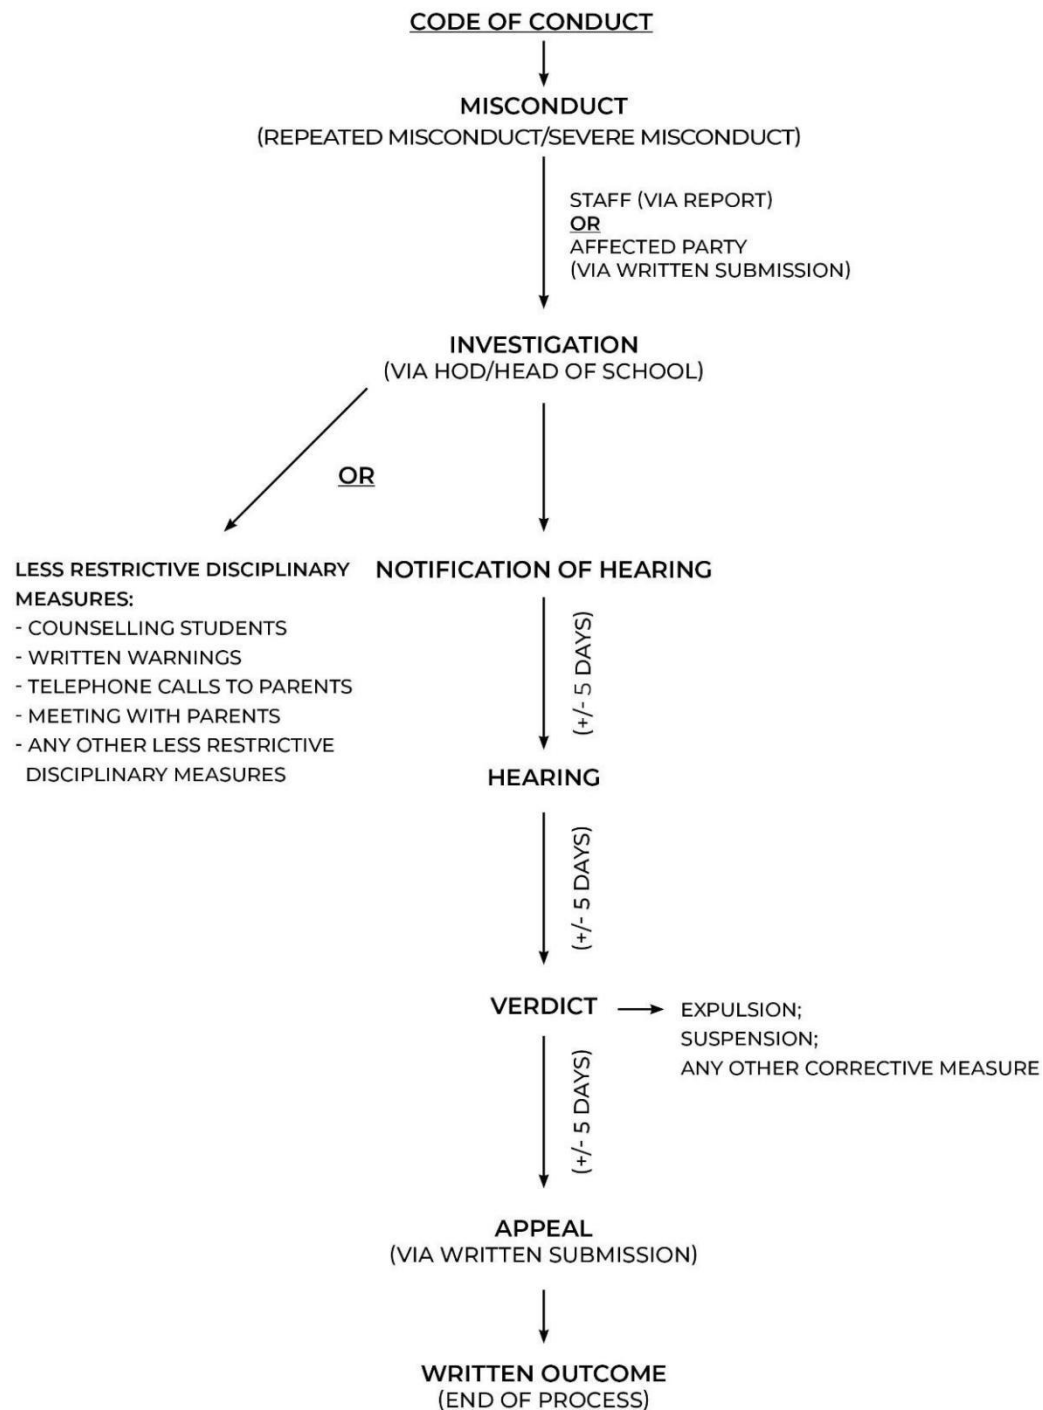 CODE OF CONDUCT
MISCONDUCT
(REPEATED MISCONDUCT/SEVERE MISCONDUCT)
STAFF (VIA REPORT)
OR
AFFECTED PARTY
(VIA WRITTEN SUBMISSION)
INVESTIGATION
(VIA HOD/HEAD OF SCHOOL)
OR
LESS RESTRICTIVE DISCIPLINARY
MEASURES:
- COUNSELLING STUDENTS
- WRITTEN WARNINGS
- TELEPHONE CALLS TO PARENTS
- MEETING WITH PARENTS
- ANY OTHER LESS RESTRICTIVE
DISCIPLINARY MEASURES
NOTIFICATION OF HEARING
(+/- 5 DAYS)
HEARING
(+/- 5 DAYS)
VERDICT
EXPULSION;
SUSPENSION;
ANY OTHER CORRECTIVE MEASURE
(+/- 5 DAYS)
APPEAL
(VIA WRITTEN SUBMISSION)
WRITTEN OUTCOME
(END OF PROCESS)